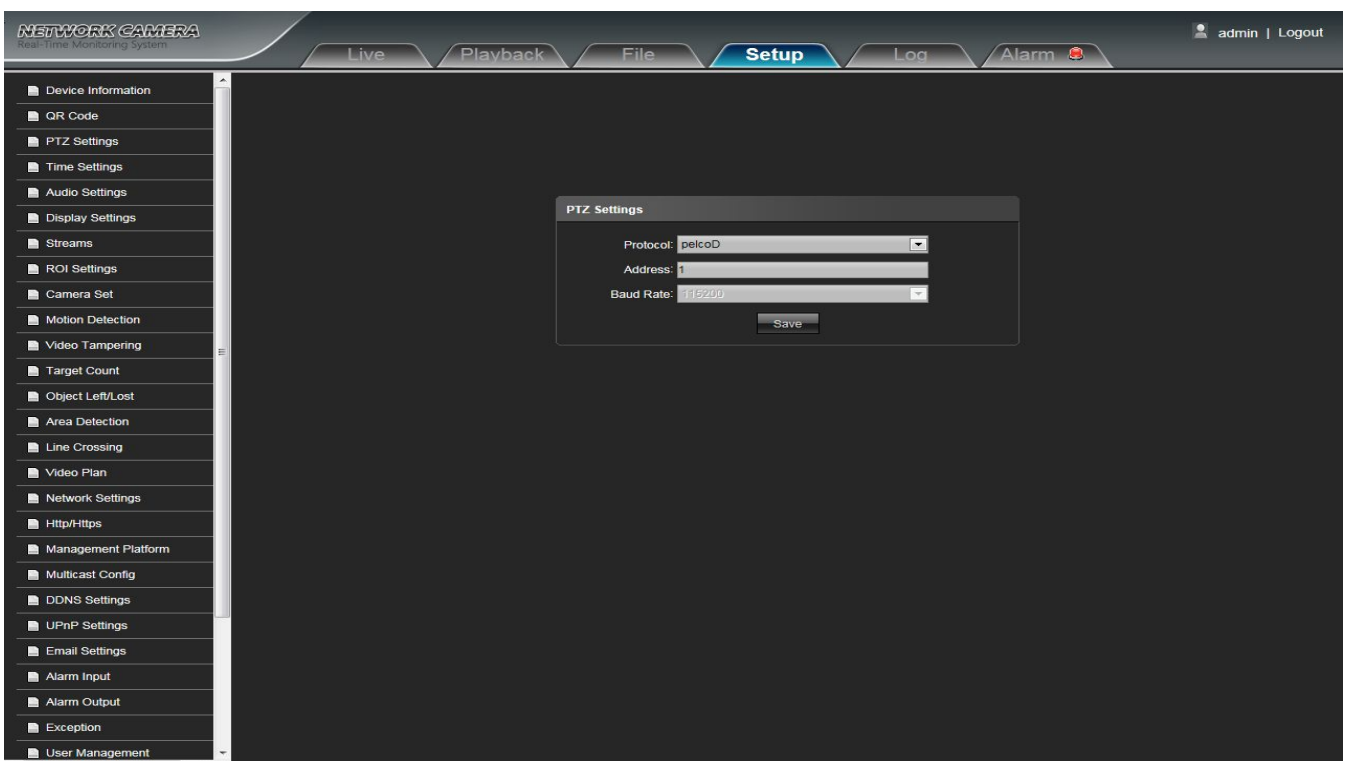 NETWORK CAMERA
Real-Time Monitoring System
admin | Logout
Live
Playback
File
Setup
Log
Alarm
Device Information
QR Code
PTZ Settings
Time Settings
Audio Settings
Display Settings
Streams
ROI Settings
Camera Set
Motion Detection
Video Tampering
Target Count
Object Left/Lost
Area Detection
Line Crossing
Video Plan
Network Settings
Http/Https
Management Platform
Multicast Config
DDNS Settings
UPnP Settings
Email Settings
Alarm Input
Alarm Output
Exception
User Management
PTZ Settings
Protocol: pelcoD
Address: 1
Baud Rate: 115200
Save